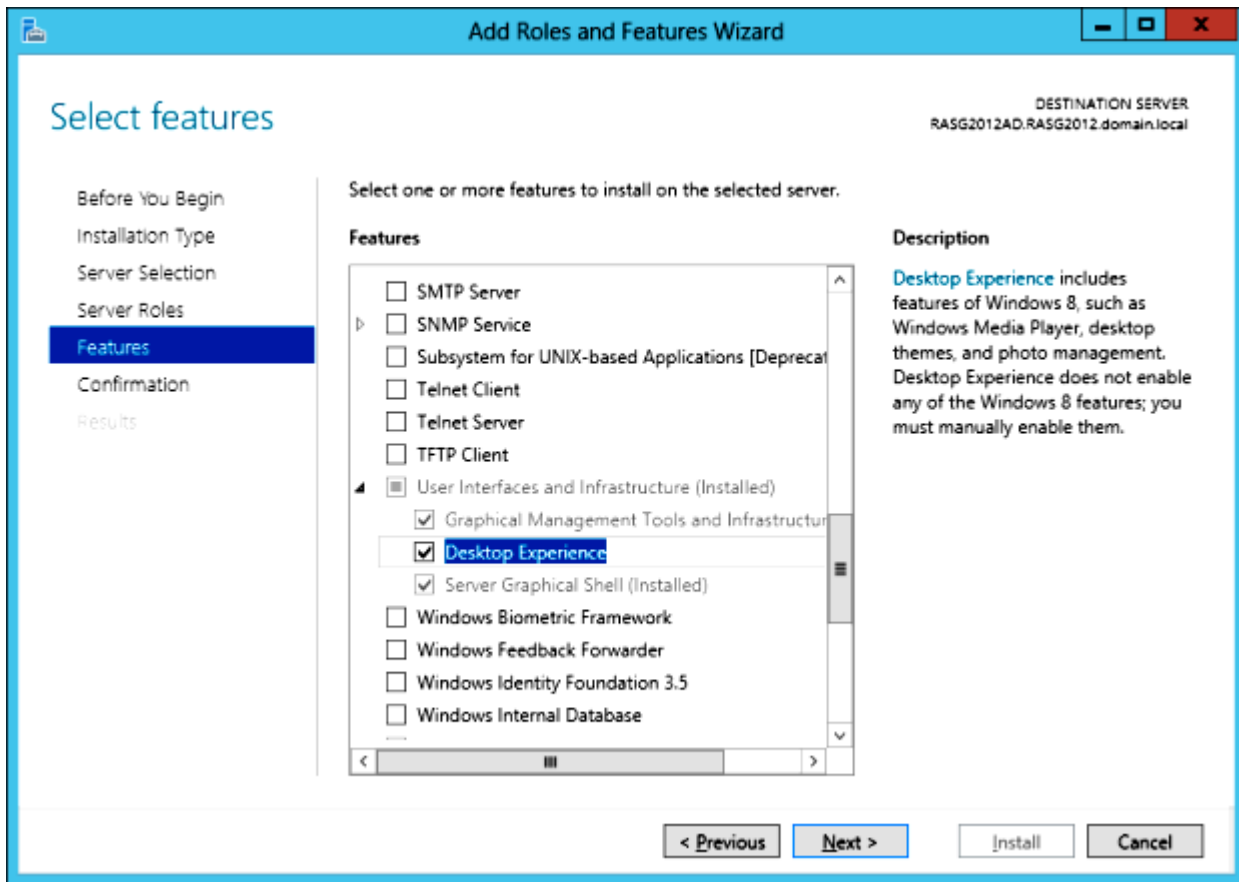 Add Roles and Features Wizard
Select features
DESTINATION SERVER
RASG2012AD.RASG2012.domain.local
Before You Begin
Installation Type
Server Selection
Server Roles
Features
Confirmation
Results
Select one or more features to install on the selected server.
Features
SMTP Server
SNMP Service
Subsystem for UNIX-based Applications [Deprecat
Telnet Client
Telnet Server
TFTP Client
User Interfaces and Infrastructure (Installed)
Graphical Management Tools and Infrastructur
Desktop Experience
Server Graphical Shell (Installed)
Windows Biometric Framework
Windows Feedback Forwarder
Windows Identity Foundation 3.5
Windows Internal Database
Description
Desktop Experience includes
features of Windows 8, such as
Windows Media Player, desktop
themes, and photo management.
Desktop Experience does not enable
any of the Windows 8 features; you
must manually enable them.
< Previous
Next >
Install
Cancel